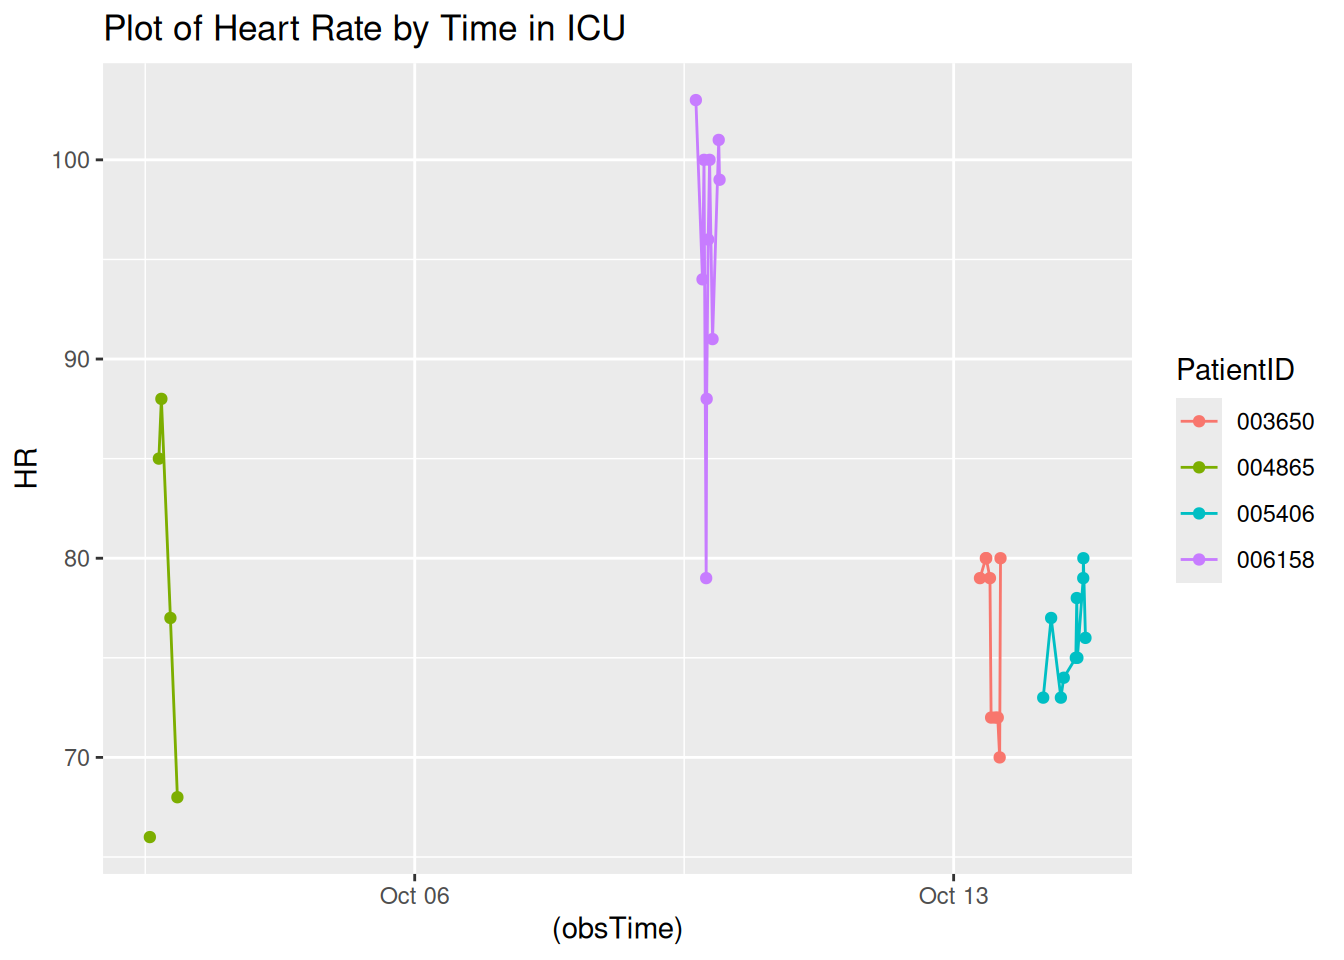 Plot of Heart Rate by Time in ICU
HR
100
90
80
70
Oct 06
Oct 13
(obsTime)
PatientID
003650
004865
005406
006158